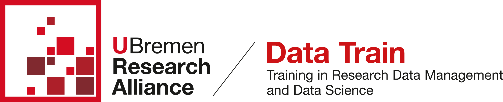 UBremen
Research
Alliance
Data Train
Training in Research Data Management
and Data Science